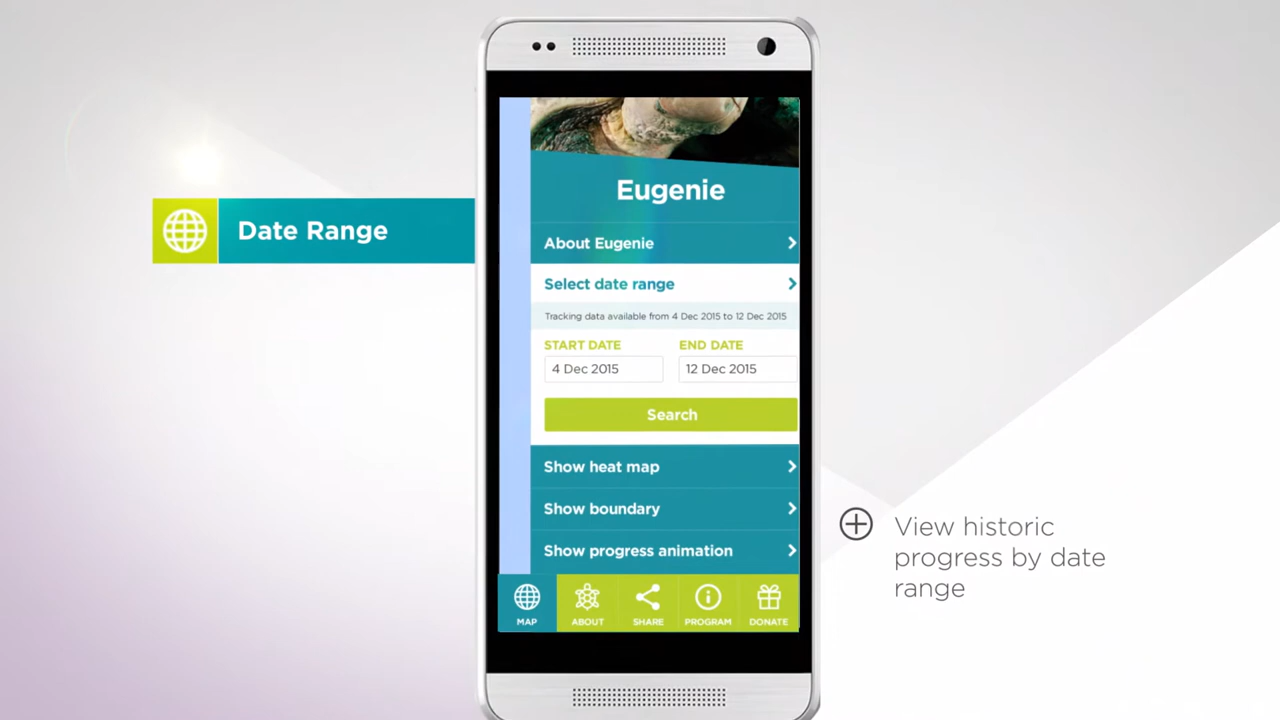 Date Range
Eugenie
About Eugenie
Select date range
Tracking data available from 4 Dec 2015 to 12 Dec 2015
START DATE END DATE
4 Dec 2015 12 Dec 2015
Search
Show heat map
Show boundary
Show progress animation
MAP ABOUT SHARE PROGRAM DONATE
View historic
progress by date
range